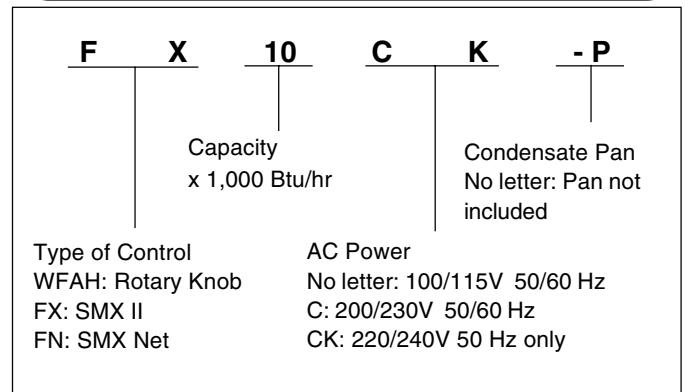 F X 10 C K - P
Capacity
x 1,000 Btu/hr
Condensate Pan
No letter: Pan not
included
Type of Control
WFAH: Rotary Knob
FX: SMX II
FN: SMX Net
AC Power
No letter: 100/115V 50/60 Hz
C: 200/230V 50/60 Hz
CK: 220/240V 50 Hz only